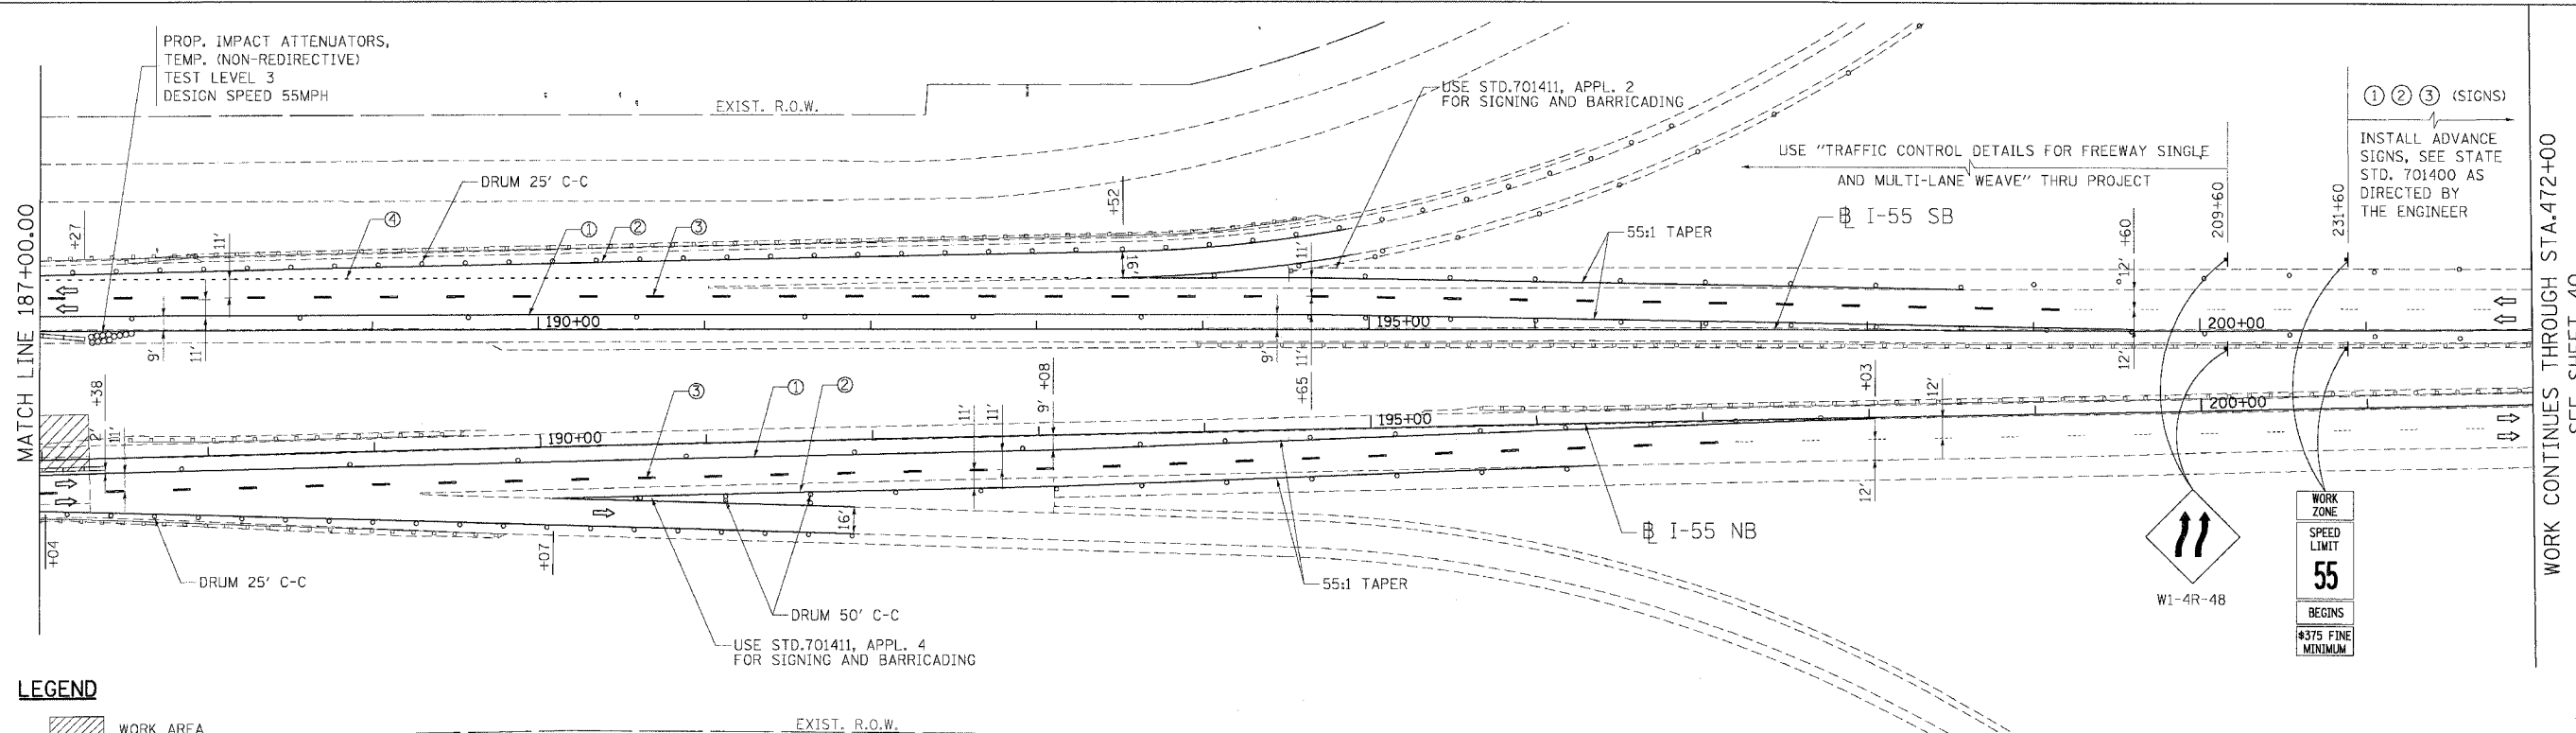 PROP. IMPACT ATTENUATORS,
TEMP. (NON-REDIRECTIVE)
TEST LEVEL 3
DESIGN SPEED 55MPH
EXIST. R.O.W.
USE STD.701411, APPL. 2
FOR SIGNING AND BARRICADING
① ② ③ (SIGNS)
INSTALL ADVANCE
SIGNS, SEE STATE
STD. 701400 AS
DIRECTED BY
THE ENGINEER
USE "TRAFFIC CONTROL DETAILS FOR FREEWAY SINGLE
AND MULTI-LANE WEAVE" THRU PROJECT
DRUM 25' C-C
④
①
②
③
+27
11'
+52
16'
11'
55:1 TAPER
℄ I-55 SB
+60
12'
209+60
231+60
MATCH LINE 187+00.00
9'
11'
190+00
9'
11'
195+00
12'
200+00
+38
2'
11'
③
①
②
+08
11'
11'
9'
+65
+03
12'
190+00
195+00
200+00
12'
16'
+04
+07
℄ I-55 NB
DRUM 25' C-C
DRUM 50' C-C
55:1 TAPER
USE STD.701411, APPL. 4
FOR SIGNING AND BARRICADING
W1-4R-48
WORK
ZONE
SPEED
LIMIT
55
BEGINS
$375 FINE
MINIMUM
WORK CONTINUES THROUGH STA.472+00
SEE SHEET 40
LEGEND
WORK AREA
EXIST. R.O.W.